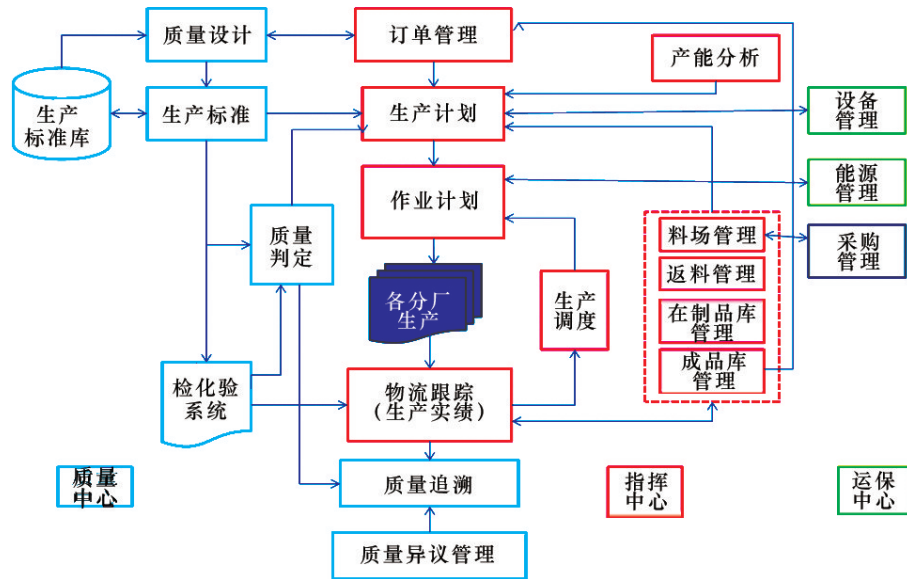 质量设计
订单管理
产能分析
生产
标准库
生产标准
生产计划
设备
管理
作业计划
能源
管理
质量
判定
料场管理
采购
管理
返料管理
各分厂
生产
生产
调度
在制品库
管理
成品库
管理
检化验
系统
物流跟踪
（生产实绩）
质量
中心
质量追溯
指挥
中心
运保
中心
质量异议管理